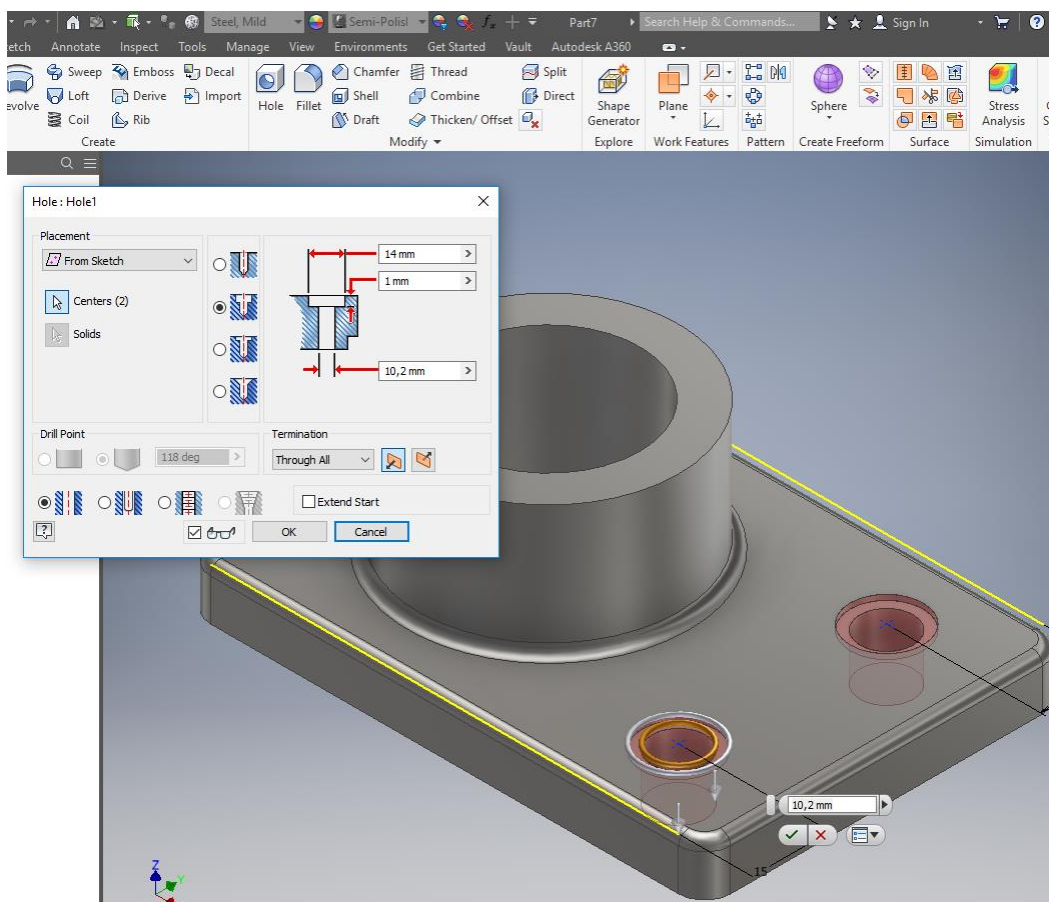 Steel, Mild Semi-Polisl Part7 Search Help & Commands... Sign In
etch Annotate Inspect Tools Manage View Environments Get Started Vault Autodesk A360
Sweep Emboss Decal Chamfer Thread Split
evolve Loft Derive Import Hole Fillet Shell Combine Direct Shape Generator Plane Sphere Stress Analysis
Coil Rib Draft Thicken/ Offset
Create Modify Explore Work Features Pattern Create Freeform Surface Simulation
Hole : Hole1
Placement
From Sketch
14 mm
1 mm
Centers (2)
Solids
10,2 mm
Drill Point Termination
118 deg Through All
Extend Start
OK Cancel
10,2 mm
15
Z
Y